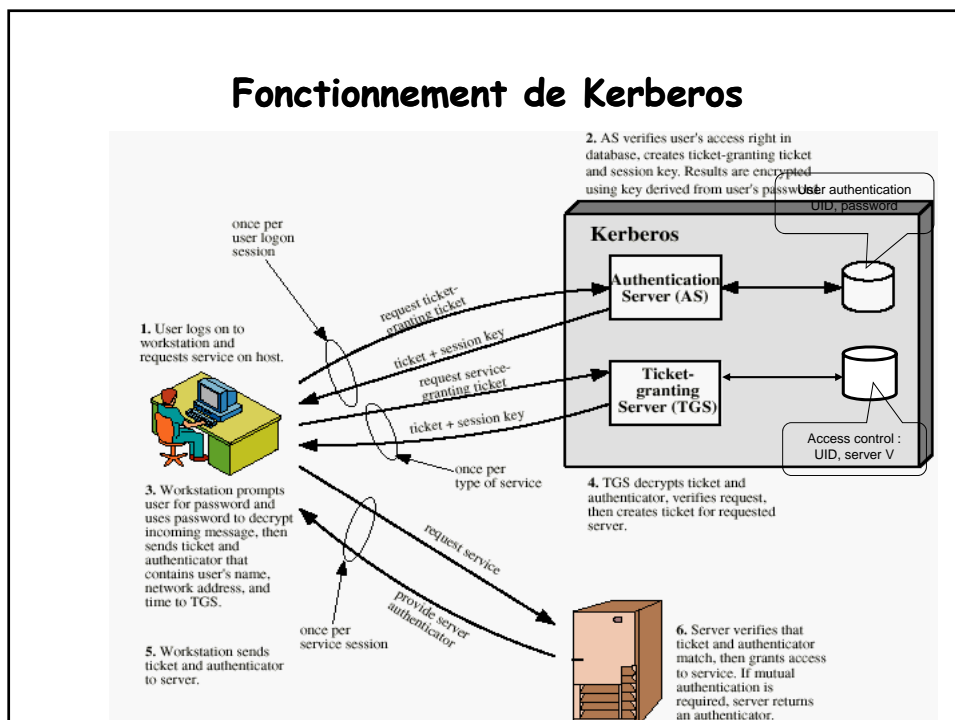 Fonctionnement de Kerberos
2. AS verifies user's access right in
database, creates ticket-granting ticket
and session key. Results are encrypted
using key derived from user's password.
User authentication
UID, password
once per
user logon
session
Kerberos
Authentication
Server (AS)
request ticket-
granting ticket
1. User logs on to
workstation and
requests service on host.
ticket + session key
request service-
granting ticket
Ticket-
granting
Server (TGS)
ticket + session key
Access control :
UID, server V
once per
type of service
3. Workstation prompts
user for password and
uses password to decrypt
incoming message, then
sends ticket and
authenticator that
contains user's name,
network address, and
time to TGS.
4. TGS decrypts ticket and
authenticator, verifies request,
then creates ticket for requested
server.
request service
provide server
authenticator
once per
service session
5. Workstation sends
ticket and authenticator
to server.
6. Server verifies that
ticket and authenticator
match, then grants access
to service. If mutual
authentication is
required, server returns
an authenticator.